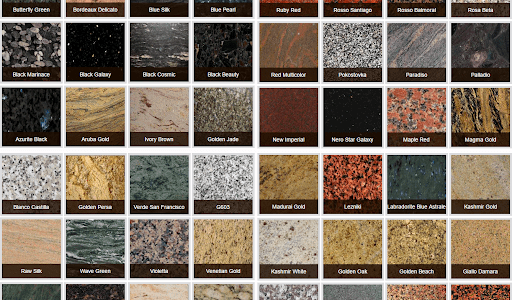 Butterfly Green
Bordeaux Delicato
Blue Silk
Blue Pearl
Ruby Red
Rosso Santiago
Rosso Balmoral
Rosa Beta
Black Marinace
Black Galaxy
Black Cosmic
Black Beauty
Red Multicolor
Pokostovka
Paradiso
Palladio
Azurite Black
Aruba Gold
Ivory Brown
Golden Jade
New Imperial
Nero Star Galaxy
Maple Red
Magma Gold
Bianco Castilla
Golden Persa
Verde San Francisco
G603
Madurai Gold
Lezniki
Labradorite Blue Astrale
Kashmir Gold
Raw Silk
Wave Green
Violetta
Venetian Gold
Kashmir White
Golden Oak
Golden Beach
Giallo Damara